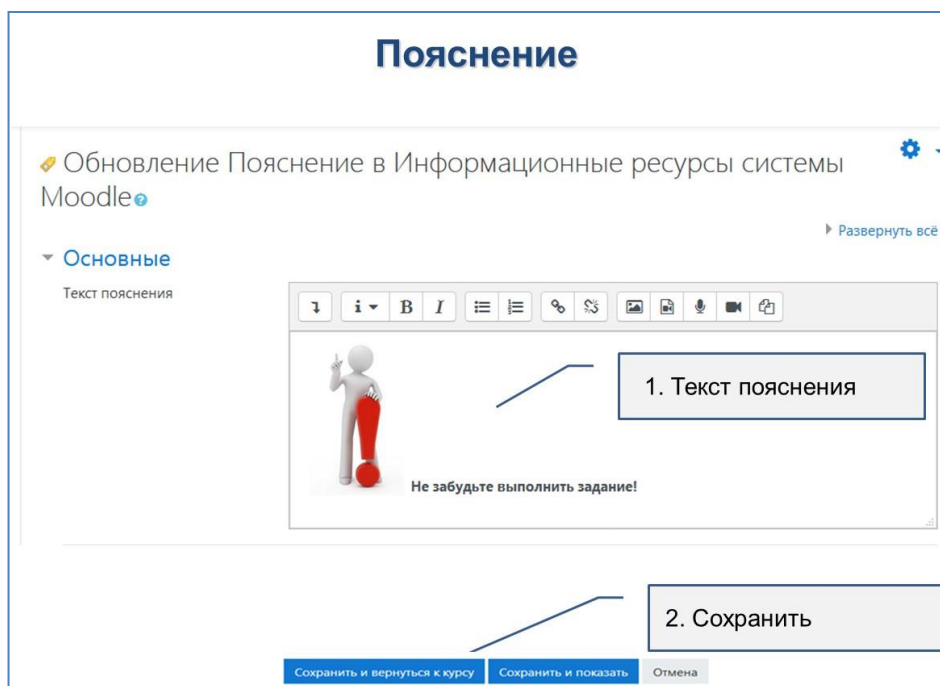 Пояснение
Обновление Пояснение в Информационные ресурсы системы
Moodle
Развернуть всё
Основные
Текст пояснения
1. Текст пояснения
Не забудьте выполнить задание!
2. Сохранить
Сохранить и вернуться к курсу Сохранить и показать Отмена